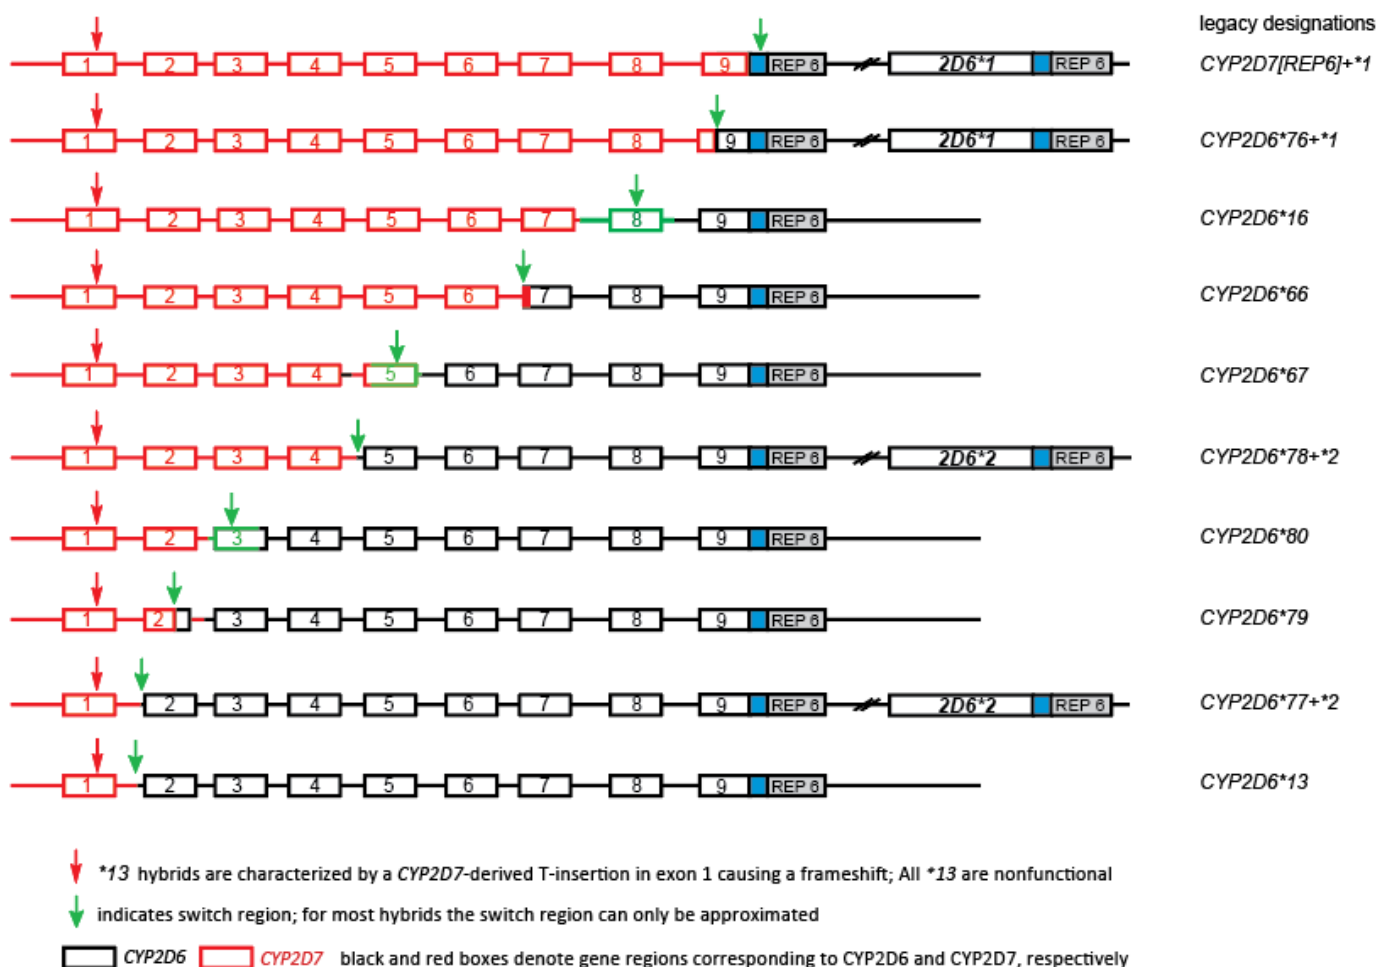 legacy designations
1 2 3 4 5 6 7 8 9 REP 6 2D6*1 REP 6 CYP2D7[REP6]+*1
1 2 3 4 5 6 7 8 9 REP 6 2D6*1 REP 6 CYP2D6*76+*1
1 2 3 4 5 6 7 8 9 REP 6 CYP2D6*16
1 2 3 4 5 6 7 8 9 REP 6 CYP2D6*66
1 2 3 4 5 6 7 8 9 REP 6 CYP2D6*67
1 2 3 4 5 6 7 8 9 REP 6 2D6*2 REP 6 CYP2D6*78+*2
1 2 3 4 5 6 7 8 9 REP 6 CYP2D6*80
1 2 3 4 5 6 7 8 9 REP 6 CYP2D6*79
1 2 3 4 5 6 7 8 9 REP 6 2D6*2 REP 6 CYP2D6*77+*2
1 2 3 4 5 6 7 8 9 REP 6 CYP2D6*13
*13 hybrids are characterized by a CYP2D7-derived T-insertion in exon 1 causing a frameshift; All *13 are nonfunctional
indicates switch region; for most hybrids the switch region can only be approximated
CYP2D6 CYP2D7 black and red boxes denote gene regions corresponding to CYP2D6 and CYP2D7, respectively